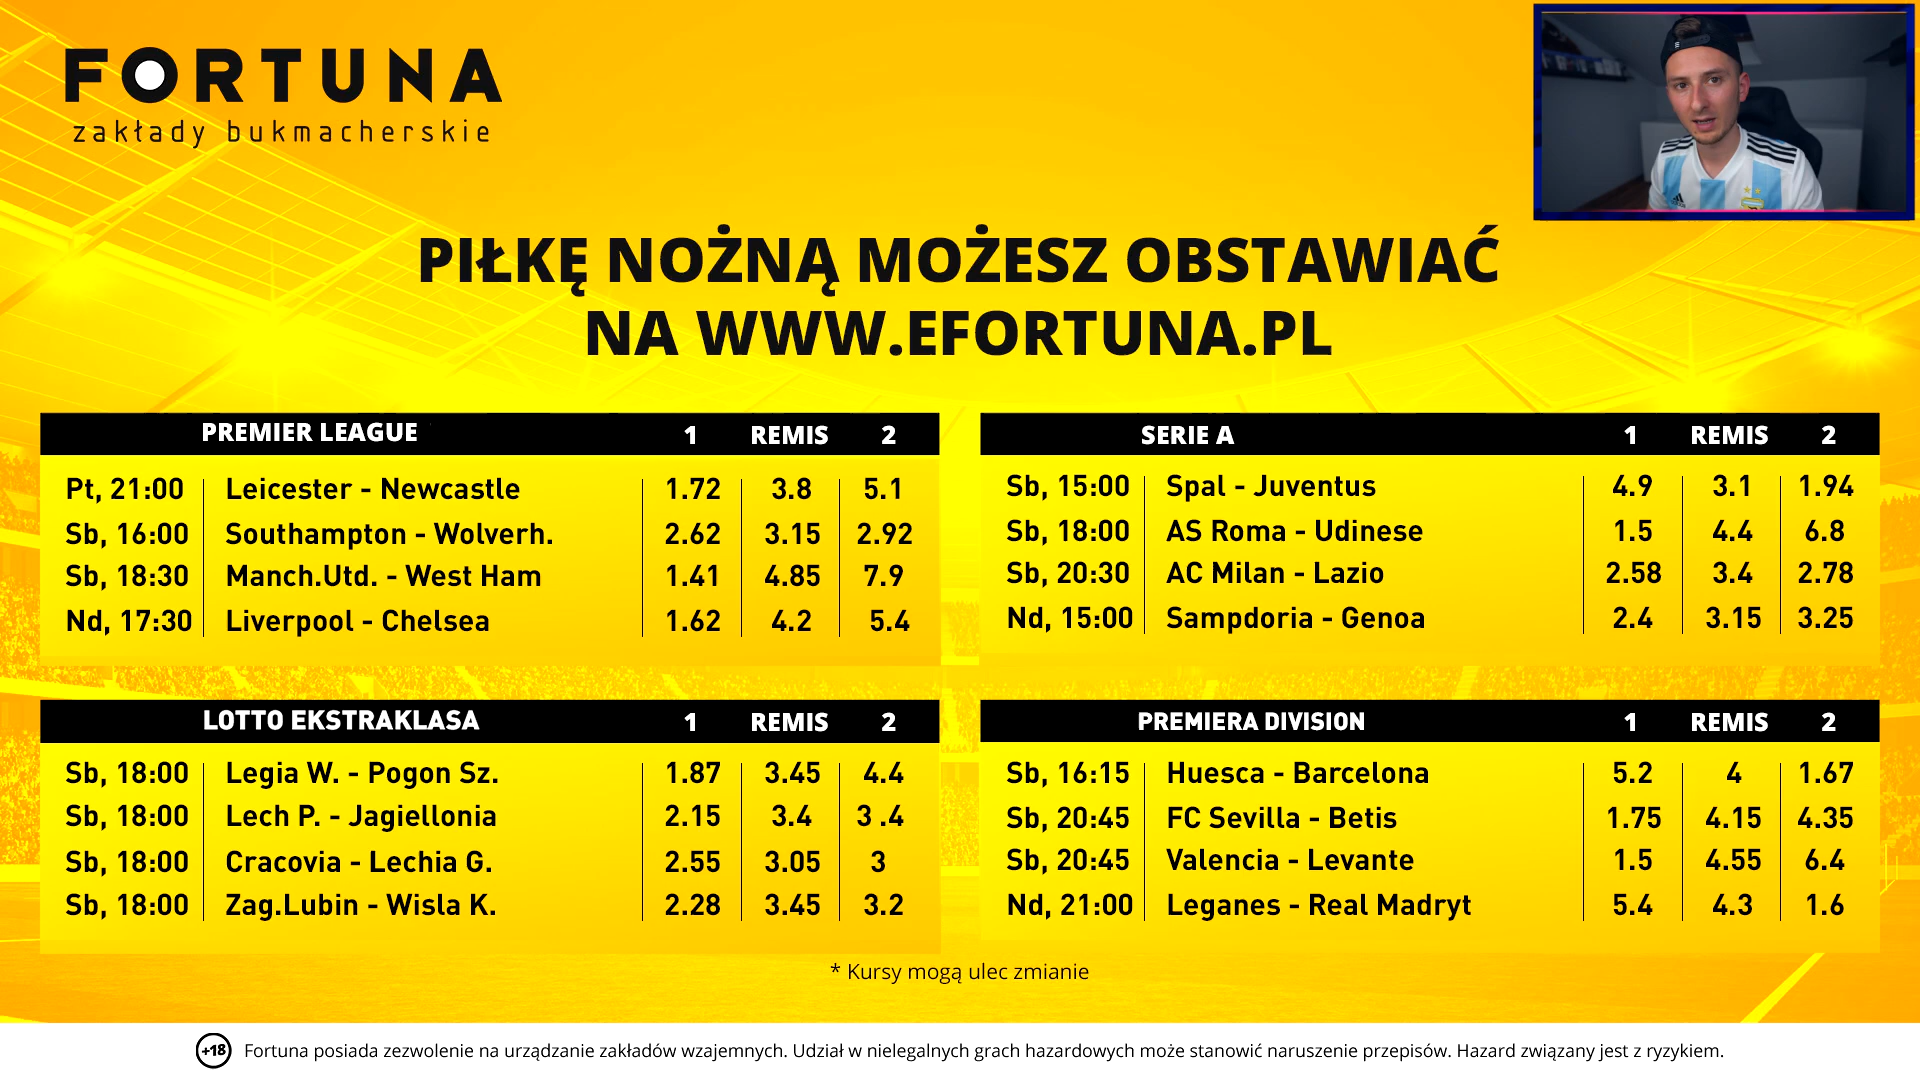 FORTUNA
zakłady bukmacherskie
PIŁKĘ NOŻNĄ MOŻESZ OBSTAWIAĆ
NA WWW.EFORTUNA.PL
PREMIER LEAGUE 1 REMIS 2
Pt, 21:00 Leicester - Newcastle 1.72 3.8 5.1
Sb, 16:00 Southampton - Wolverh. 2.62 3.15 2.92
Sb, 18:30 Manch.Utd. - West Ham 1.41 4.85 7.9
Nd, 17:30 Liverpool - Chelsea 1.62 4.2 5.4
SERIE A 1 REMIS 2
Sb, 15:00 Spal - Juventus 4.9 3.1 1.94
Sb, 18:00 AS Roma - Udinese 1.5 4.4 6.8
Sb, 20:30 AC Milan - Lazio 2.58 3.4 2.78
Nd, 15:00 Sampdoria - Genoa 2.4 3.15 3.25
LOTTO EKSTRAKLASA 1 REMIS 2
Sb, 18:00 Legia W. - Pogon Sz. 1.87 3.45 4.4
Sb, 18:00 Lech P. - Jagiellonia 2.15 3.4 3 .4
Sb, 18:00 Cracovia - Lechia G. 2.55 3.05 3
Sb, 18:00 Zag.Lubin - Wisla K. 2.28 3.45 3.2
PREMIERA DIVISION 1 REMIS 2
Sb, 16:15 Huesca - Barcelona 5.2 4 1.67
Sb, 20:45 FC Sevilla - Betis 1.75 4.15 4.35
Sb, 20:45 Valencia - Levante 1.5 4.55 6.4
Nd, 21:00 Leganes - Real Madryt 5.4 4.3 1.6
* Kursy mogą ulec zmianie
+18 Fortuna posiada zezwolenie na urządzanie zakładów wzajemnych. Udział w nielegalnych grach hazardowych może stanowić naruszenie przepisów. Hazard związany jest z ryzykiem.